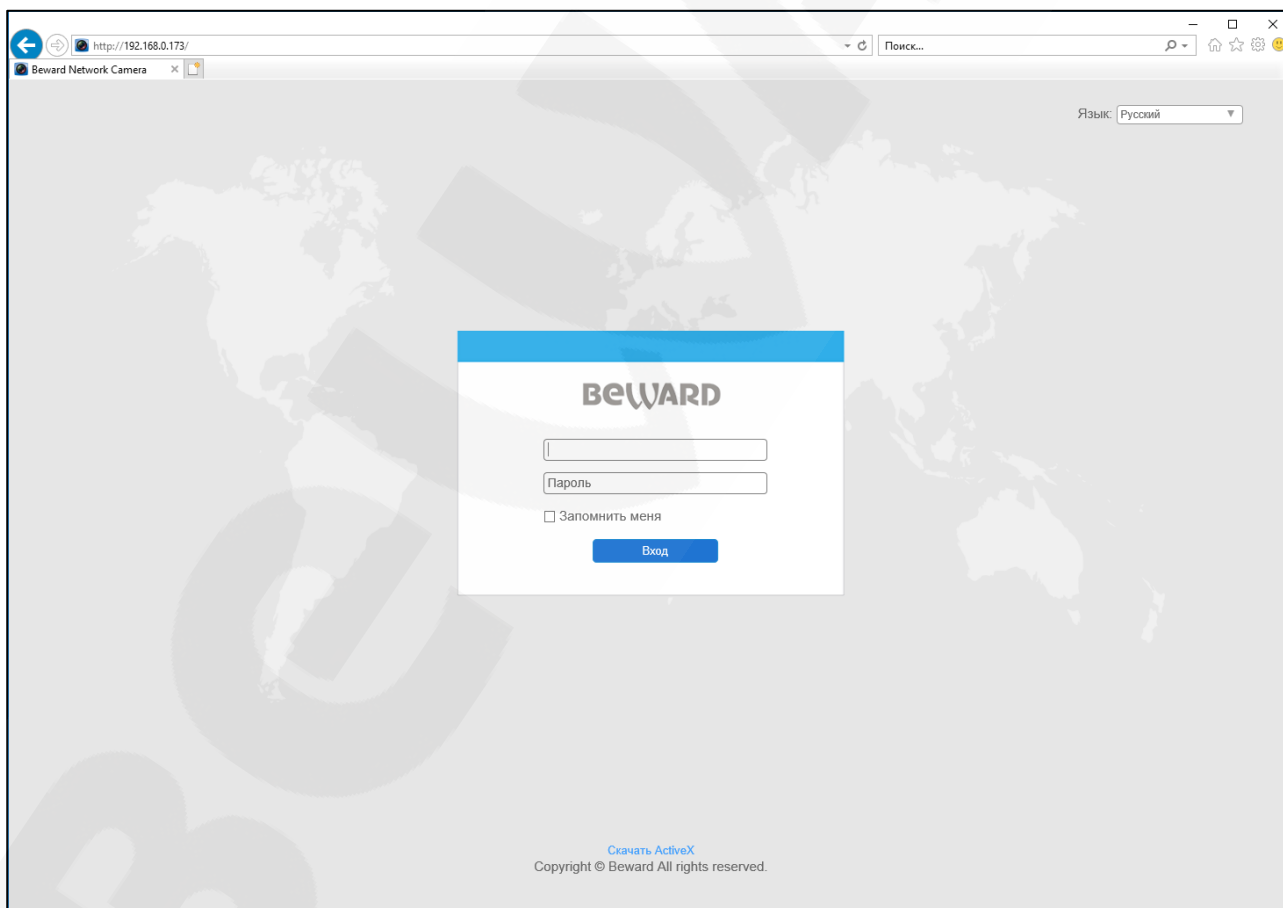 http://192.168.0.173/
Поиск...
Beward Network Camera
Язык: Русский
BEWARD
Пароль
Запомнить меня
Вход
Скачать ActiveX
Copyright © Beward All rights reserved.